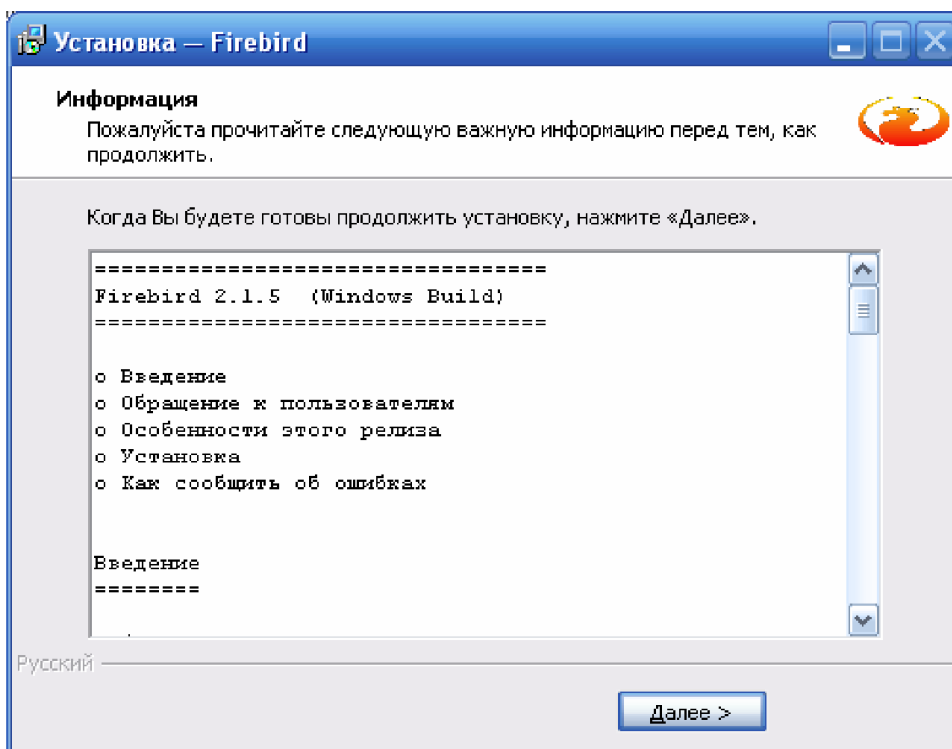 Установка — Firebird
Информация
Пожалуйста прочитайте следующую важную информацию перед тем, как
продолжить.
Когда Вы будете готовы продолжить установку, нажмите «Далее».
==================================
Firebird 2.1.5  (Windows Build)
==================================
o Введение
o Обращение к пользователям
o Особенности этого релиза
o Установка
o Как сообщить об ошибках
Введение
========
Русский
Далее >